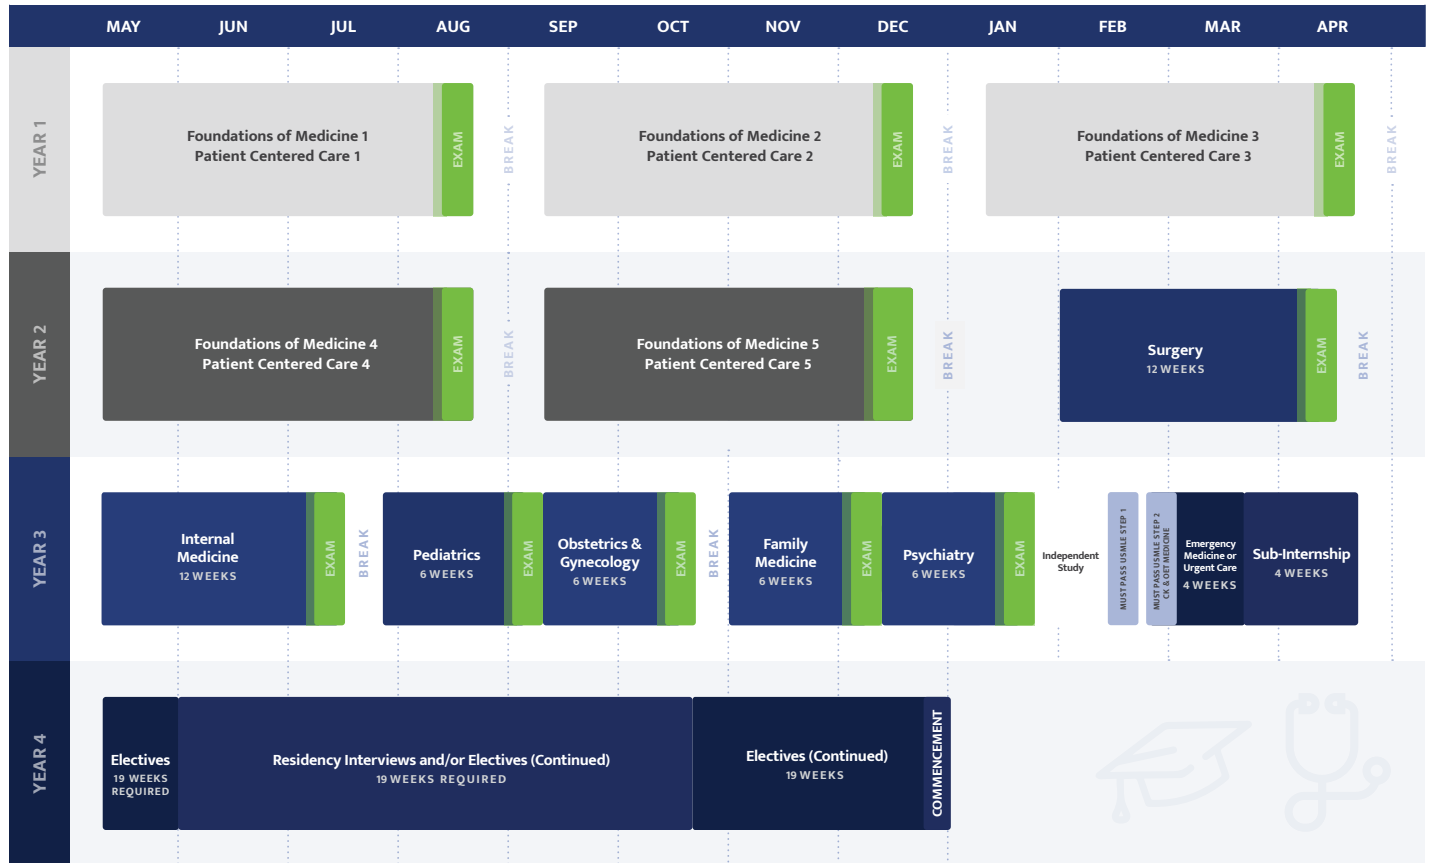 MAY JUN JUL AUG SEP OCT NOV DEC JAN FEB MAR APR
YEAR 1
Foundations of Medicine 1
Patient Centered Care 1
EXAM
BREAK
Foundations of Medicine 2
Patient Centered Care 2
EXAM
BREAK
Foundations of Medicine 3
Patient Centered Care 3
EXAM
BREAK
YEAR 2
Foundations of Medicine 4
Patient Centered Care 4
EXAM
BREAK
Foundations of Medicine 5
Patient Centered Care 5
EXAM
BREAK
Surgery
12 WEEKS
EXAM
BREAK
YEAR 3
Internal
Medicine
12 WEEKS
EXAM
BREAK
Pediatrics
6 WEEKS
EXAM
Obstetrics &
Gynecology
6 WEEKS
EXAM
BREAK
Family
Medicine
6 WEEKS
EXAM
Psychiatry
6 WEEKS
EXAM
Independent
Study
MUST PASS USMLE STEP 1
MUST PASS USMLE STEP 2
CK & OET MEDICINE
Emergency
Medicine or
Urgent Care
4 WEEKS
Sub-Internship
4 WEEKS
YEAR 4
Electives
19 WEEKS
REQUIRED
Residency Interviews and/or Electives (Continued)
19 WEEKS REQUIRED
Electives (Continued)
19 WEEKS
COMMENCEMENT